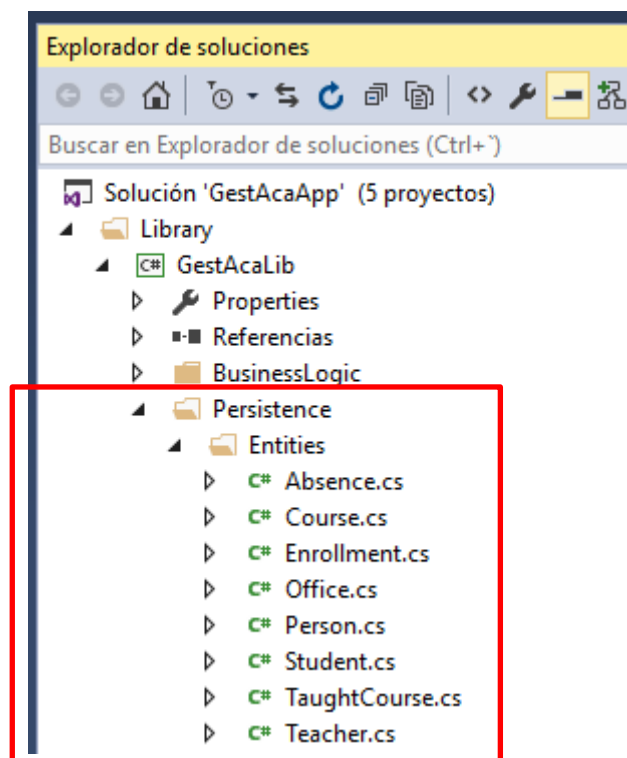 Explorador de soluciones
Buscar en Explorador de soluciones (Ctrl+`)
Solución 'GestAcaApp' (5 proyectos)
Library
C# GestAcaLib
Properties
Referencias
BusinessLogic
Persistence
Entities
C# Absence.cs
C# Course.cs
C# Enrollment.cs
C# Office.cs
C# Person.cs
C# Student.cs
C# TaughtCourse.cs
C# Teacher.cs